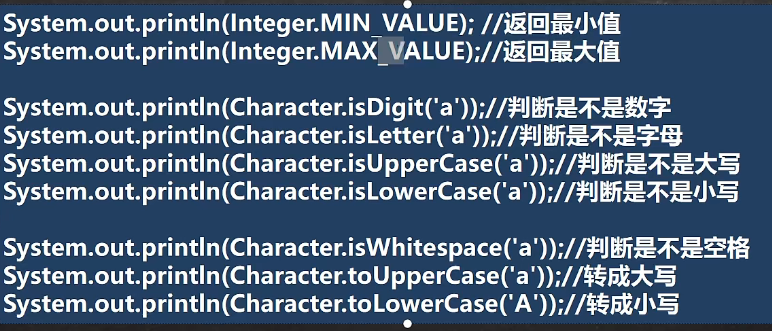 System.out.println(Integer.MIN_VALUE); //返回最小值
System.out.println(Integer.MAX_VALUE);//返回最大值
System.out.println(Character.isDigit('a'));//判断是不是数字
System.out.println(Character.isLetter('a'));//判断是不是字母
System.out.println(Character.isUpperCase('a'));//判断是不是大写
System.out.println(Character.isLowerCase('a'));//判断是不是小写
System.out.println(Character.isWhitespace('a'));//判断是不是空格
System.out.println(Character.toUpperCase('a'));//转成大写
System.out.println(Character.toLowerCase('A'));//转成小写